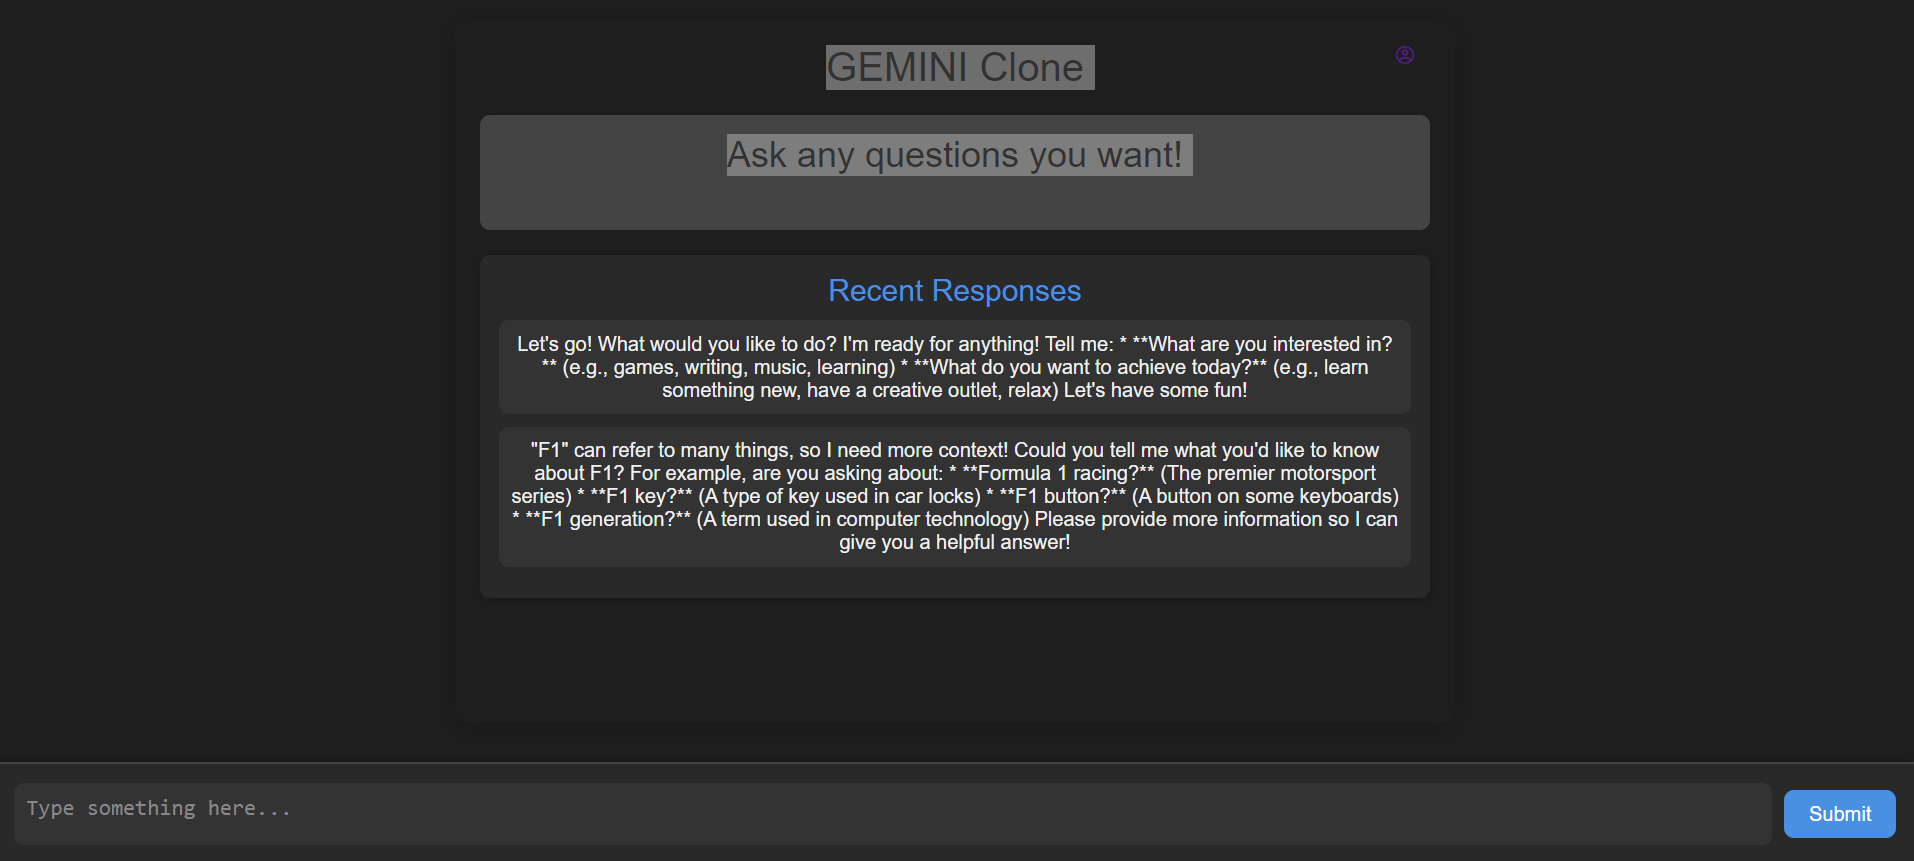 GEMINI Clone
Ask any questions you want!
Recent Responses
Let's go! What would you like to do? I'm ready for anything! Tell me: * **What are you interested in?
** (e.g., games, writing, music, learning) * **What do you want to achieve today?** (e.g., learn
something new, have a creative outlet, relax) Let's have some fun!
"F1" can refer to many things, so I need more context! Could you tell me what you'd like to know
about F1? For example, are you asking about: * **Formula 1 racing?** (The premier motorsport
series) * **F1 key?** (A type of key used in car locks) * **F1 button?** (A button on some keyboards)
* **F1 generation?** (A term used in computer technology) Please provide more information so I can
give you a helpful answer!
Type something here...
Submit